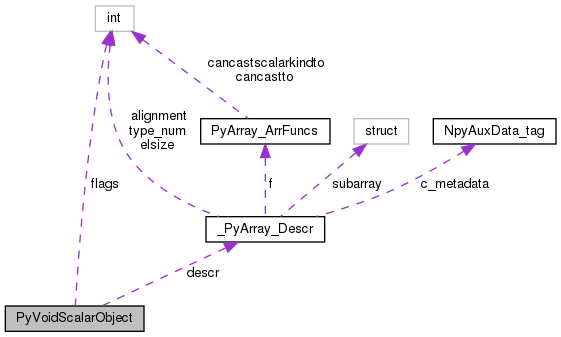 int
cancastscalarkindto
cancastto
alignment
type_num
elsize
PyArray_ArrFuncs
struct
NpyAuxData_tag
flags
f
subarray
c_metadata
_PyArray_Descr
descr
PyVoidScalarObject